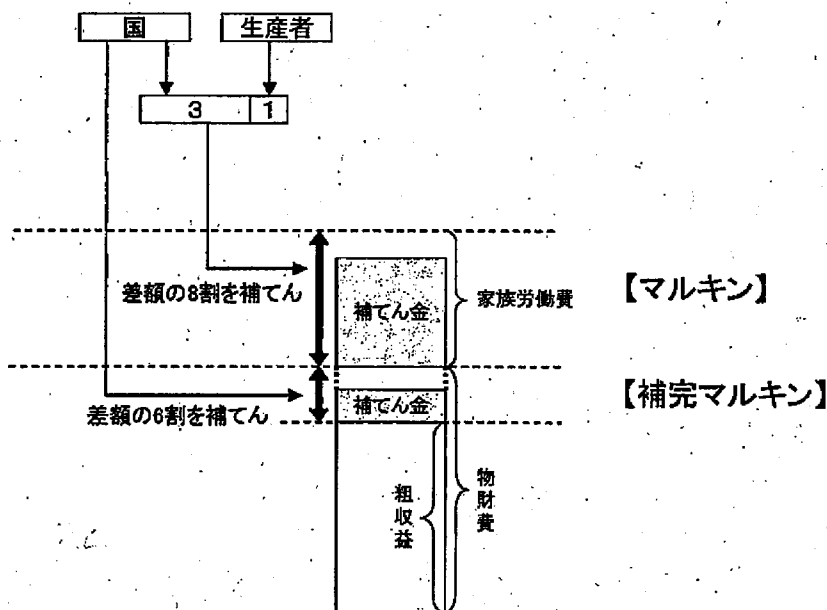 国 生産者
3 1
差額の8割を補てん
補てん金
家族労働費
【マルキン】
差額の6割を補てん
補てん金
【補完マルキン】
粗収益
物財費